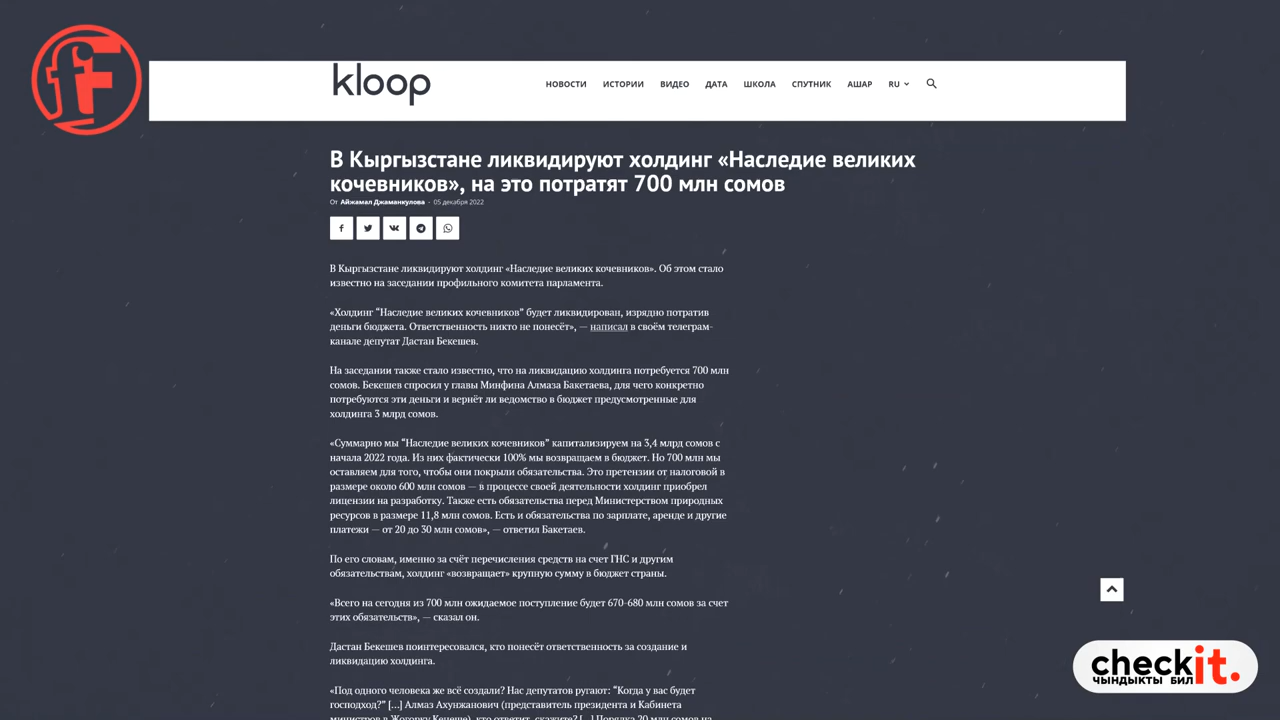 fF
kloop
НОВОСТИ ИСТОРИИ ВИДЕО ДАТА ШКОЛА СПУТНИК АШАР RU
В Кыргызстане ликвидируют холдинг «Наследие великих
кочевников», на это потратят 700 млн сомов
От Айжамал Джаманкулова - 05 декабря 2022
В Кыргызстане ликвидируют холдинг «Наследие великих кочевников». Об этом стало
известно на заседании профильного комитета парламента.
«Холдинг “Наследие великих кочевников” будет ликвидирован, изрядно потратив
деньги бюджета. Ответственность никто не понесёт», — написал в своём телеграм-
канале депутат Дастан Бекешев.
На заседании также стало известно, что на ликвидацию холдинга потребуется 700 млн
сомов. Бекешев спросил у главы Минфина Алмаза Бакетаева, для чего конкретно
потребуются эти деньги и вернёт ли ведомство в бюджет предусмотренные для
холдинга 3 млрд сомов.
«Суммарно мы “Наследие великих кочевников” капитализируем на 3,4 млрд сомов с
начала 2022 года. Из них фактически 100% мы возвращаем в бюджет. Но 700 млн мы
оставляем для того, чтобы они покрыли обязательства. Это претензии от налоговой в
размере около 600 млн сомов — в процессе своей деятельности холдинг приобрел
лицензии на разработку. Также есть обязательства перед Министерством природных
ресурсов в размере 11,8 млн сомов. Есть и обязательства по зарплате, аренде и другие
платежи — от 20 до 30 млн сомов», — ответил Бакетаев.
По его словам, именно за счёт перечисления средств на счет ГНС и другим
обязательствам, холдинг «возвращает» крупную сумму в бюджет страны.
«Всего на сегодня из 700 млн ожидаемое поступление будет 670-680 млн сомов за счет
этих обязательств», — сказал он.
Дастан Бекешев поинтересовался, кто понесёт ответственность за создание и
ликвидацию холдинга.
«Под одного человека же всё создали? Нас депутатов ругают: “Когда у вас будет
господход?” [...] Алмаз Ахунжанович (представитель президента и Кабинета
министров в Жогорку Кенеше), кто ответит, скажите? [...] Порядка 20 млн сомов на
checkit.
чындыкты бил